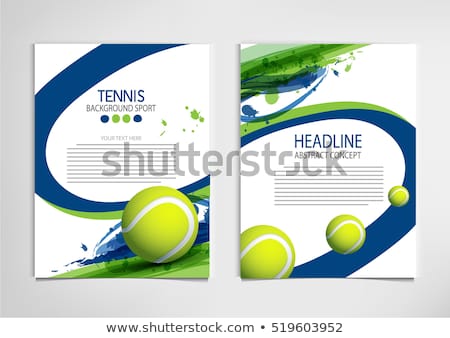 TENNIS
BACKGROUND SPORT
YOUR TEXT HERE
HEADLINE
ABSTRACT CONCEPT
shutterstock
www.shutterstock.com · 519603952